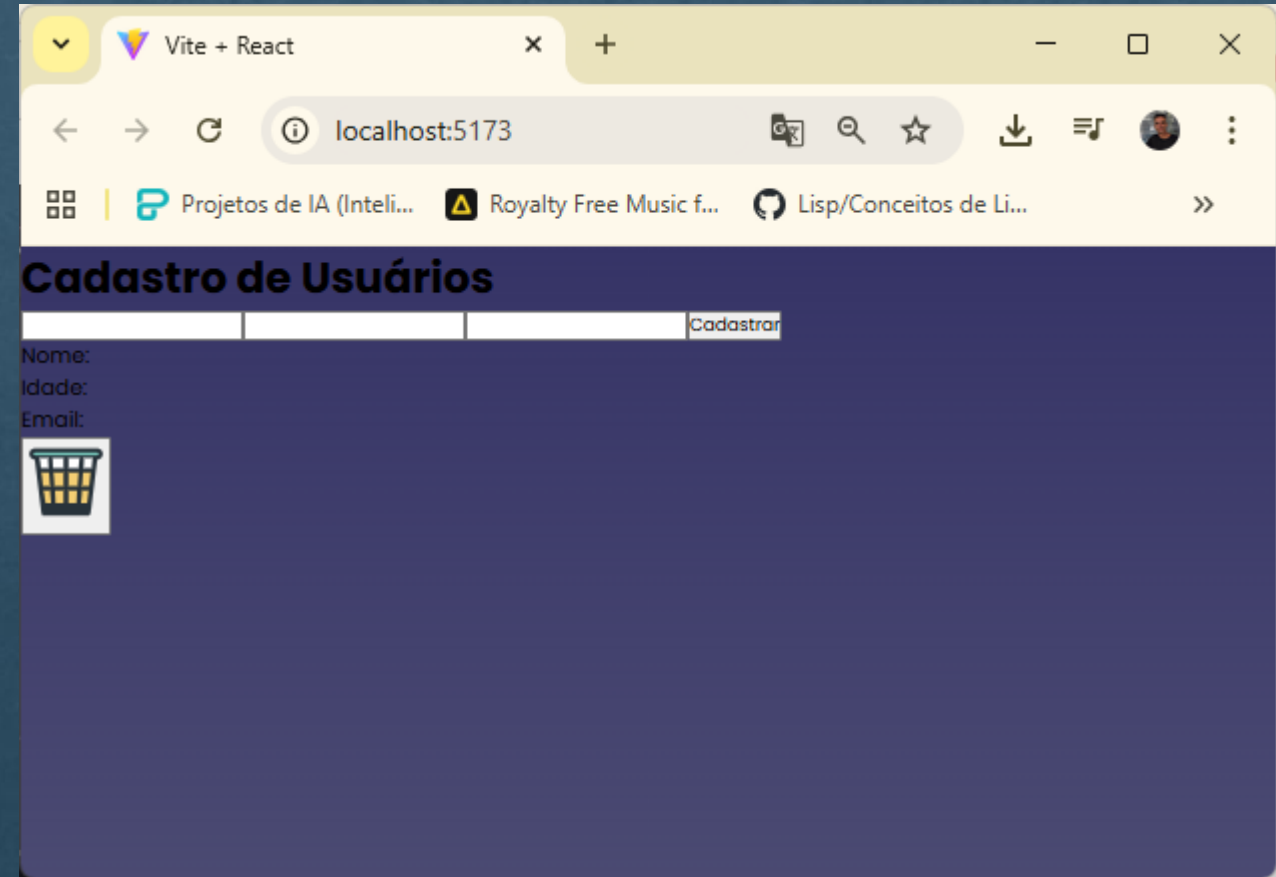 Vite + React
localhost:5173
Projetos de IA (Inteli... Royalty Free Music f... Lisp/Conceitos de Li...
Cadastro de Usuários
Cadastrar
Nome:
Idade:
Email: